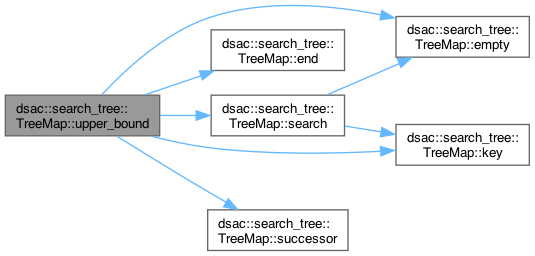 dsac::search_tree::
TreeMap::upper_bound
dsac::search_tree::
TreeMap::end
dsac::search_tree::
TreeMap::search
dsac::search_tree::
TreeMap::successor
dsac::search_tree::
TreeMap::empty
dsac::search_tree::
TreeMap::key